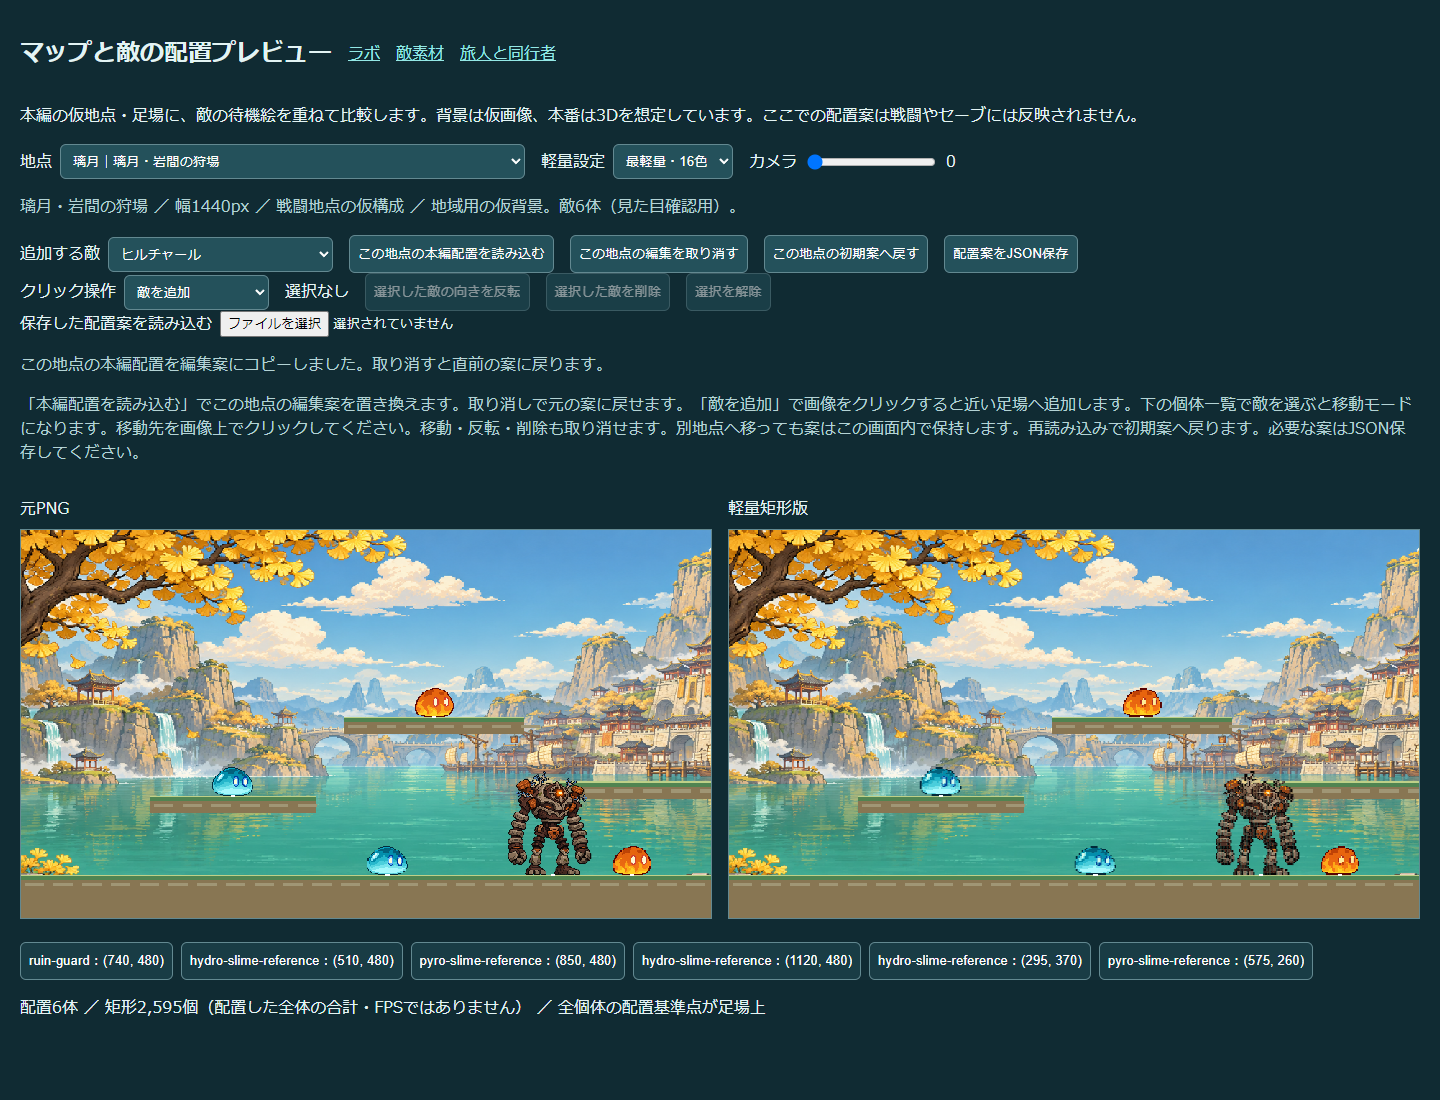 マップと敵の配置プレビュー ラボ 敵素材 旅人と同行者
本編の仮地点・足場に、敵の待機絵を重ねて比較します。背景は仮画像、本番は3Dを想定しています。ここでの配置案は戦闘やセーブには反映されません。
地点 璃月｜璃月・岩間の狩場 軽量設定 最軽量・16色 カメラ 0
璃月・岩間の狩場 ／ 幅1440px ／ 戦闘地点の仮構成 ／ 地域用の仮背景。敵6体（見た目確認用）。
追加する敵 ヒルチャール この地点の本編配置を読み込む この地点の編集を取り消す この地点の初期案へ戻す 配置案をJSON保存
クリック操作 敵を追加 選択なし 選択した敵の向きを反転 選択した敵を削除 選択を解除
保存した配置案を読み込む ファイルを選択 選択されていません
この地点の本編配置を編集案にコピーしました。取り消すと直前の案に戻ります。
「本編配置を読み込む」でこの地点の編集案を置き換えます。取り消しで元の案に戻せます。「敵を追加」で画像をクリックすると近い足場へ追加します。下の個体一覧で敵を選ぶと移動モード
になります。移動先を画像上でクリックしてください。移動・反転・削除も取り消せます。別地点へ移っても案はこの画面内で保持します。再読み込みで初期案へ戻ります。必要な案はJSON保
存してください。
元PNG 軽量矩形版
ruin-guard：(740, 480) hydro-slime-reference：(510, 480) pyro-slime-reference：(850, 480) hydro-slime-reference：(1120, 480) hydro-slime-reference：(295, 370) pyro-slime-reference：(575, 260)
配置6体 ／ 矩形2,595個（配置した全体の合計・FPSではありません） ／ 全個体の配置基準点が足場上